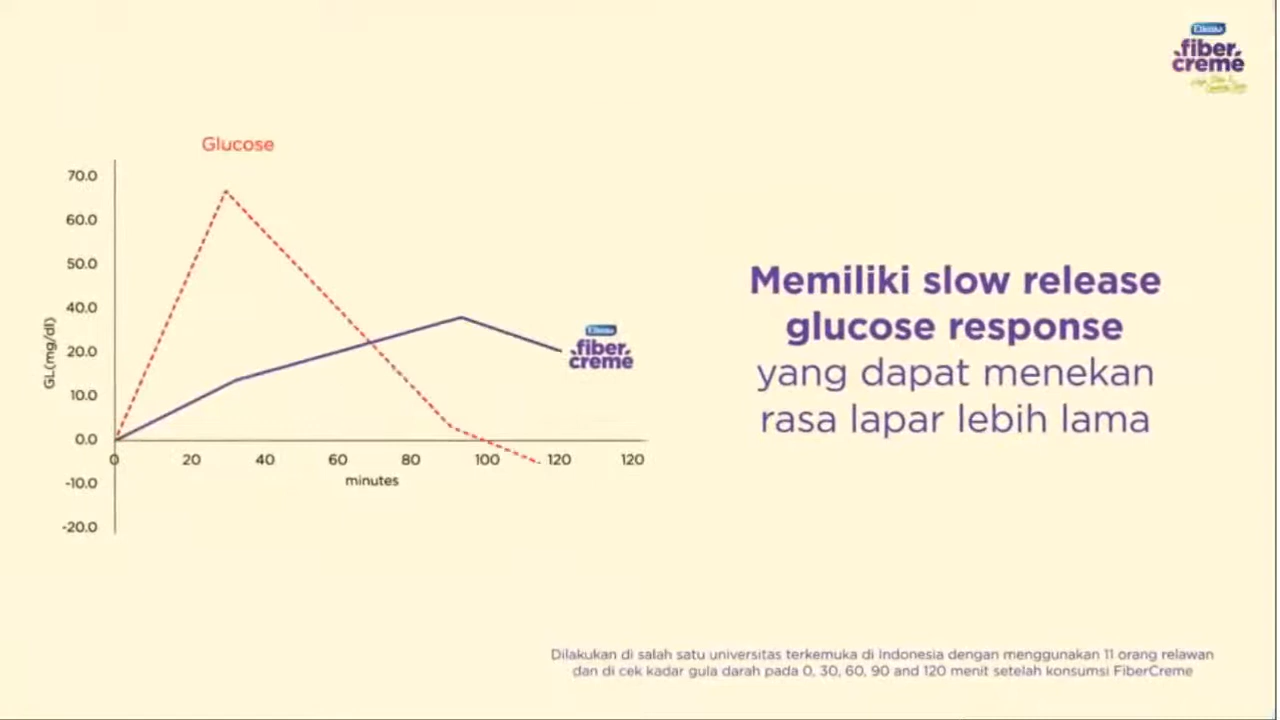 Ellenka
fiber
creme
Glucose
70.0
60.0
50.0
40.0
20.0
10.0
0.0
-10.0
-20.0
GL(mg/dl)
0 20 40 60 80 100 120 120
minutes
fiber
creme
Memiliki slow release
glucose response
yang dapat menekan
rasa lapar lebih lama
Dilakukan di salah satu universitas terkemuka di Indonesia dengan menggunakan 11 orang relawan
dan di cek kadar gula darah pada 0, 30, 60, 90 and 120 menit setelah konsumsi FiberCreme